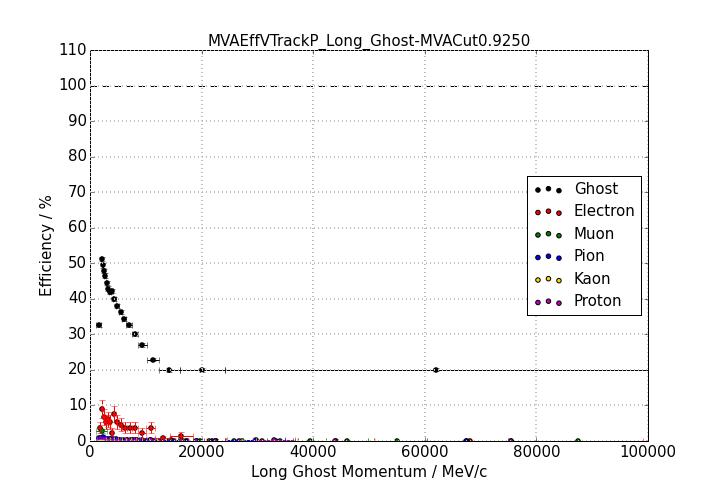 MVAEffVTrackP_Long_Ghost-MVACut0.9250
110
100
90
80
70
60
50
40
30
20
10
0
Efficiency / %
Ghost
Electron
Muon
Pion
Kaon
Proton
0 20000 40000 60000 80000 100000
Long Ghost Momentum / MeV/c